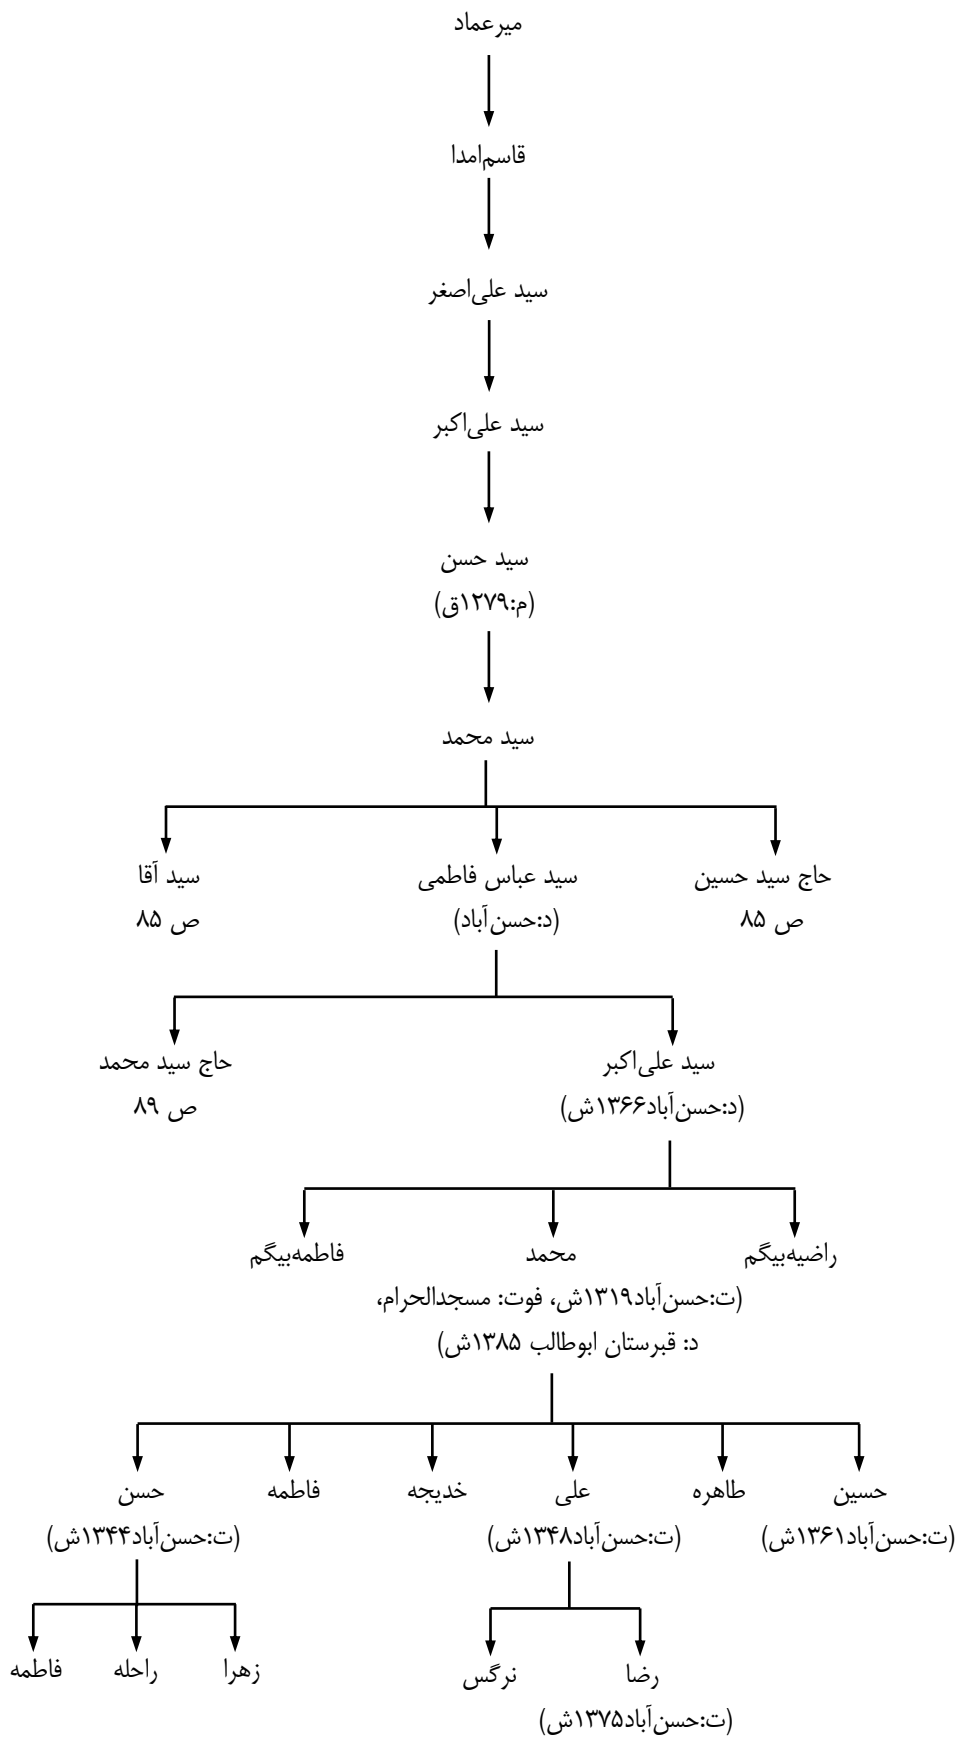 میرعماد
قاسم‌امدا
سید علی‌اصغر
سید علی‌اکبر
سید حسن
(م:۱۲۷۹ق)
سید محمد
حاج سید حسین
ص ۸۵
سید عباس فاطمی
(د:حسن‌آباد)
سید آقا
ص ۸۵
سید علی‌اکبر
(د:حسن‌آباد۱۳۶۶ش)
حاج سید محمد
ص ۸۹
راضیه‌بیگم
محمد
(ت:حسن‌آباد۱۳۱۹ش، فوت: مسجدالحرام،
د: قبرستان ابوطالب ۱۳۸۵ش)
فاطمه‌بیگم
حسین
(ت:حسن‌آباد۱۳۶۱ش)
طاهره
علی
(ت:حسن‌آباد۱۳۴۸ش)
خدیجه
فاطمه
حسن
(ت:حسن‌آباد۱۳۴۴ش)
رضا
(ت:حسن‌آباد۱۳۷۵ش)
نرگس
زهرا
راحله
فاطمه